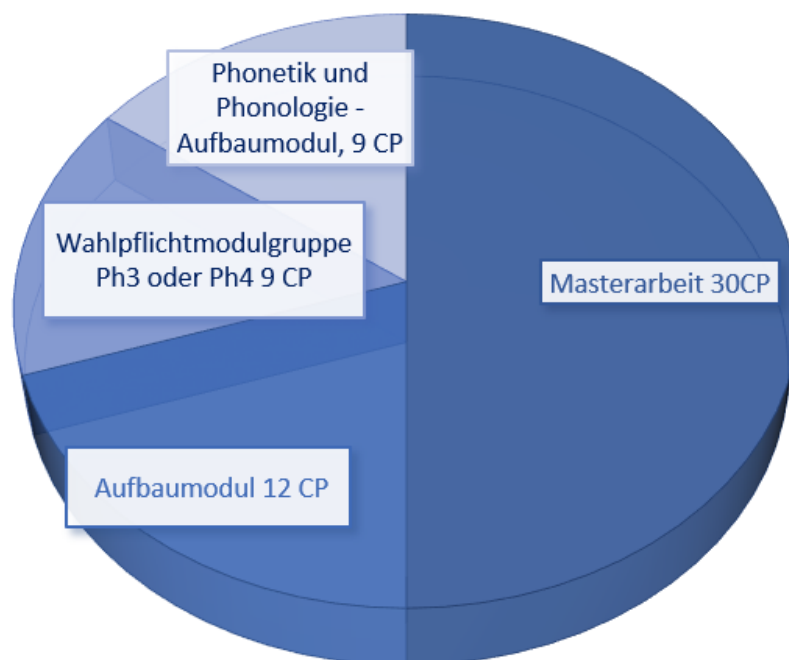 Phonetik und
Phonologie -
Aufbaumodul, 9 CP
Wahlpflichtmodulgruppe
Ph3 oder Ph4 9 CP
Masterarbeit 30CP
Aufbaumodul 12 CP